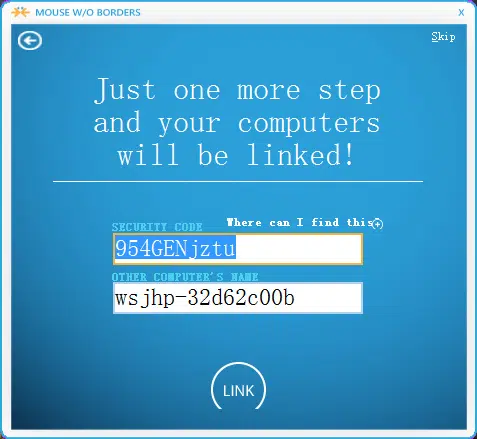 MOUSE W/O BORDERS
X
Skip
Just one more step
and your computers
will be linked!
SECURITY CODE
Where can I find this
954GENjztu
OTHER COMPUTER'S NAME
wsjhp-32d62c00b
LINK